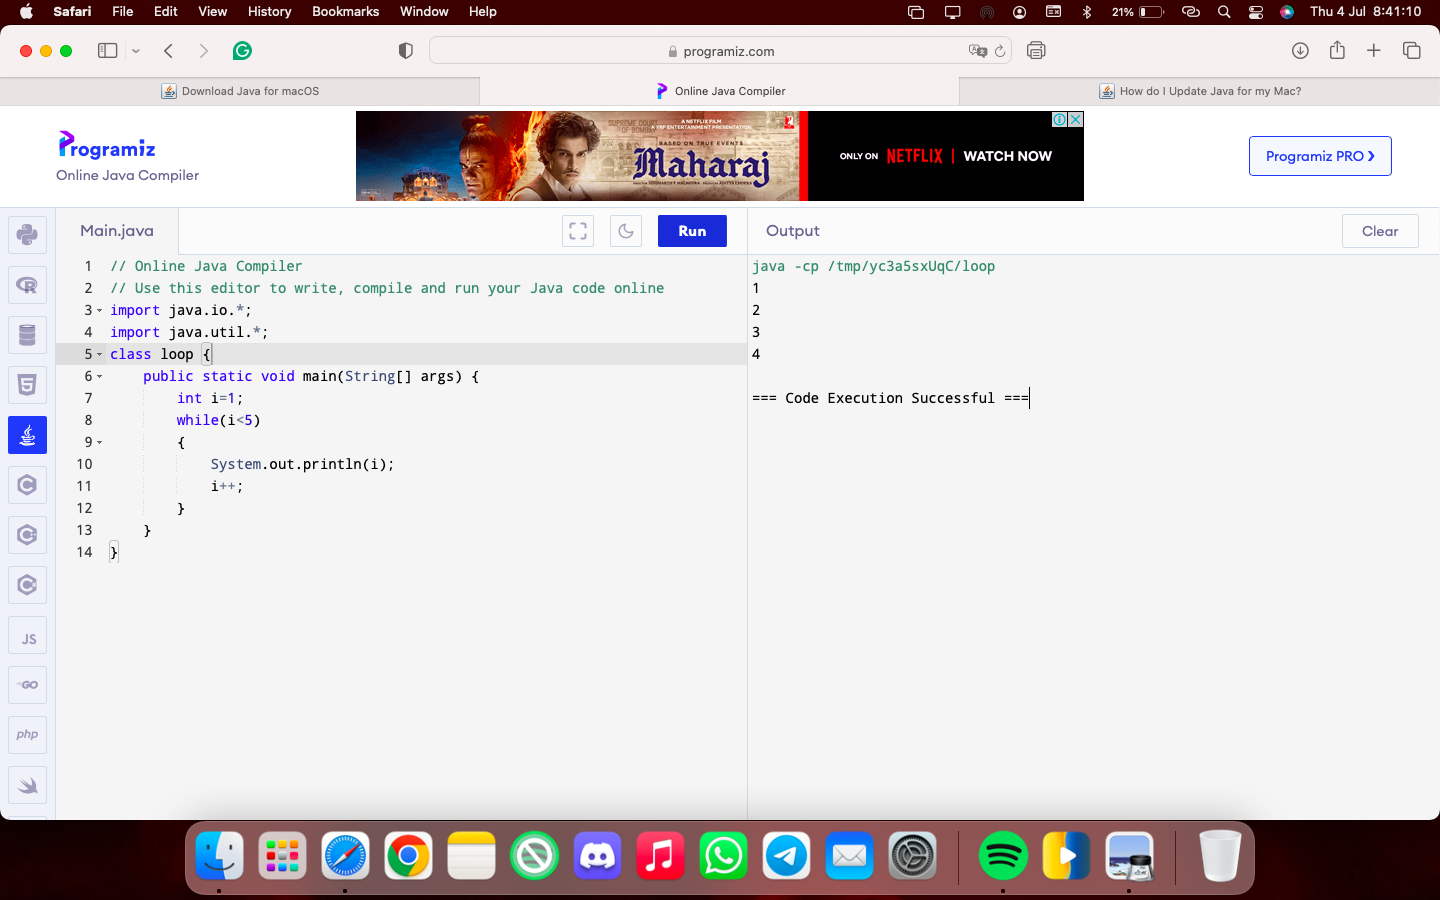 Safari File Edit View History Bookmarks Window Help 21% Thu 4 Jul 8:41:10
programiz.com
Download Java for macOS
Online Java Compiler
How do I Update Java for my Mac?
Programiz
Online Java Compiler
A NETFLIX FILM
A YRF ENTERTAINMENT PRESENTATION
SUPREME COURT
OF BOMBAY
BASED ON TRUE EVENTS
Maharaj
ONLY ON NETFLIX | WATCH NOW
Programiz PRO ❯
Main.java
Run
Output
Clear
1 // Online Java Compiler
2 // Use this editor to write, compile and run your Java code online
3 import java.io.*;
4 import java.util.*;
5 class loop {
6 public static void main(String[] args) {
7 int i=1;
8 while(i<5)
9 {
10 System.out.println(i);
11 i++;
12 }
13 }
14 }
java -cp /tmp/yc3a5sxUqC/loop
1
2
3
4
=== Code Execution Successful ===
R
5
C
C
C
JS
GO
php